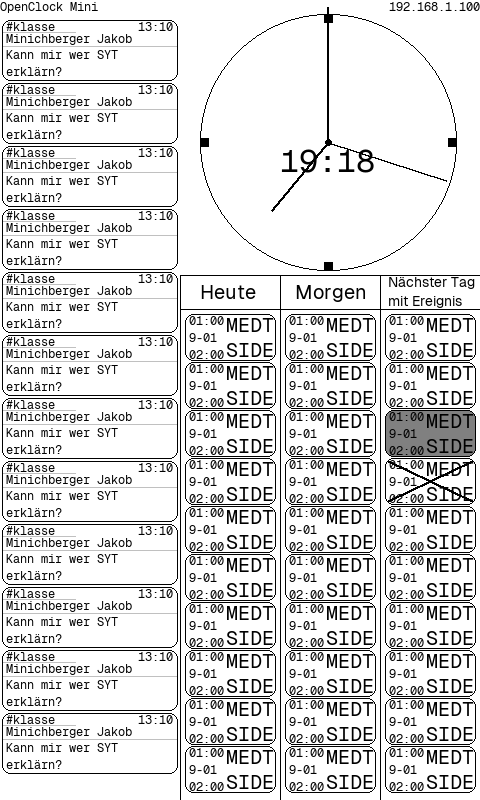 OpenClock Mini
192.168.1.100
#klasse 13:10
Minichberger Jakob
Kann mir wer SYT
erklärn?
#klasse 13:10
Minichberger Jakob
Kann mir wer SYT
erklärn?
#klasse 13:10
Minichberger Jakob
Kann mir wer SYT
erklärn?
#klasse 13:10
Minichberger Jakob
Kann mir wer SYT
erklärn?
#klasse 13:10
Minichberger Jakob
Kann mir wer SYT
erklärn?
#klasse 13:10
Minichberger Jakob
Kann mir wer SYT
erklärn?
#klasse 13:10
Minichberger Jakob
Kann mir wer SYT
erklärn?
#klasse 13:10
Minichberger Jakob
Kann mir wer SYT
erklärn?
#klasse 13:10
Minichberger Jakob
Kann mir wer SYT
erklärn?
#klasse 13:10
Minichberger Jakob
Kann mir wer SYT
erklärn?
#klasse 13:10
Minichberger Jakob
Kann mir wer SYT
erklärn?
#klasse 13:10
Minichberger Jakob
Kann mir wer SYT
erklärn?
19:18
Heute
01:00 MEDT
9-01
02:00 SIDE
01:00 MEDT
9-01
02:00 SIDE
01:00 MEDT
9-01
02:00 SIDE
01:00 MEDT
9-01
02:00 SIDE
01:00 MEDT
9-01
02:00 SIDE
01:00 MEDT
9-01
02:00 SIDE
01:00 MEDT
9-01
02:00 SIDE
01:00 MEDT
9-01
02:00 SIDE
01:00 MEDT
9-01
02:00 SIDE
01:00 MEDT
9-01
02:00 SIDE
Morgen
01:00 MEDT
9-01
02:00 SIDE
01:00 MEDT
9-01
02:00 SIDE
01:00 MEDT
9-01
02:00 SIDE
01:00 MEDT
9-01
02:00 SIDE
01:00 MEDT
9-01
02:00 SIDE
01:00 MEDT
9-01
02:00 SIDE
01:00 MEDT
9-01
02:00 SIDE
01:00 MEDT
9-01
02:00 SIDE
01:00 MEDT
9-01
02:00 SIDE
01:00 MEDT
9-01
02:00 SIDE
Nächster Tag
mit Ereignis
01:00 MEDT
9-01
02:00 SIDE
01:00 MEDT
9-01
02:00 SIDE
01:00 MEDT
9-01
02:00 SIDE
01:00 MEDT
9-01
02:00 SIDE
01:00 MEDT
9-01
02:00 SIDE
01:00 MEDT
9-01
02:00 SIDE
01:00 MEDT
9-01
02:00 SIDE
01:00 MEDT
9-01
02:00 SIDE
01:00 MEDT
9-01
02:00 SIDE
01:00 MEDT
9-01
02:00 SIDE